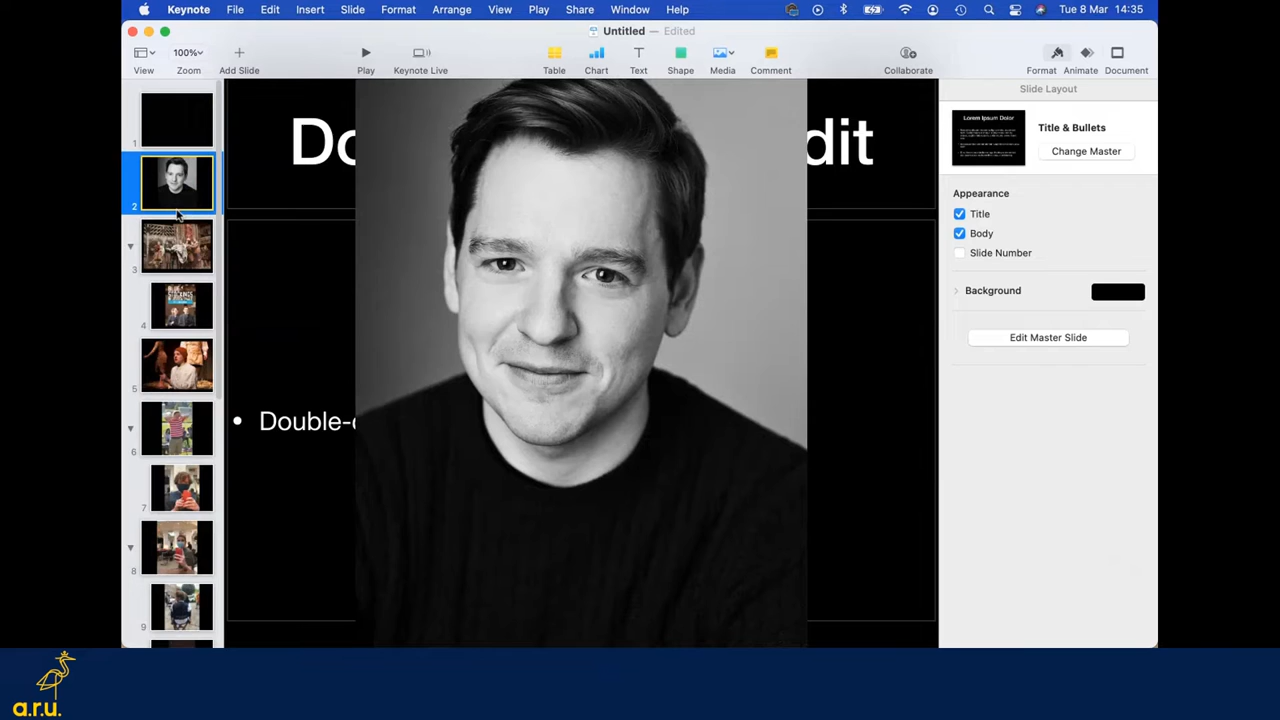 Keynote File Edit Insert Slide Format Arrange View Play Share Window Help Tue 8 Mar 14:35
Untitled — Edited
100%
View Zoom Add Slide Play Keynote Live Table Chart Text Shape Media Comment Collaborate Format Animate Document
Slide Layout
Lorem Ipsum Dolor
Title & Bullets
Change Master
Appearance
Title
Body
Slide Number
Background
Edit Master Slide
1
2
3
4
5
6
7
8
9
Do
dit
• Double-c
a.r.u.